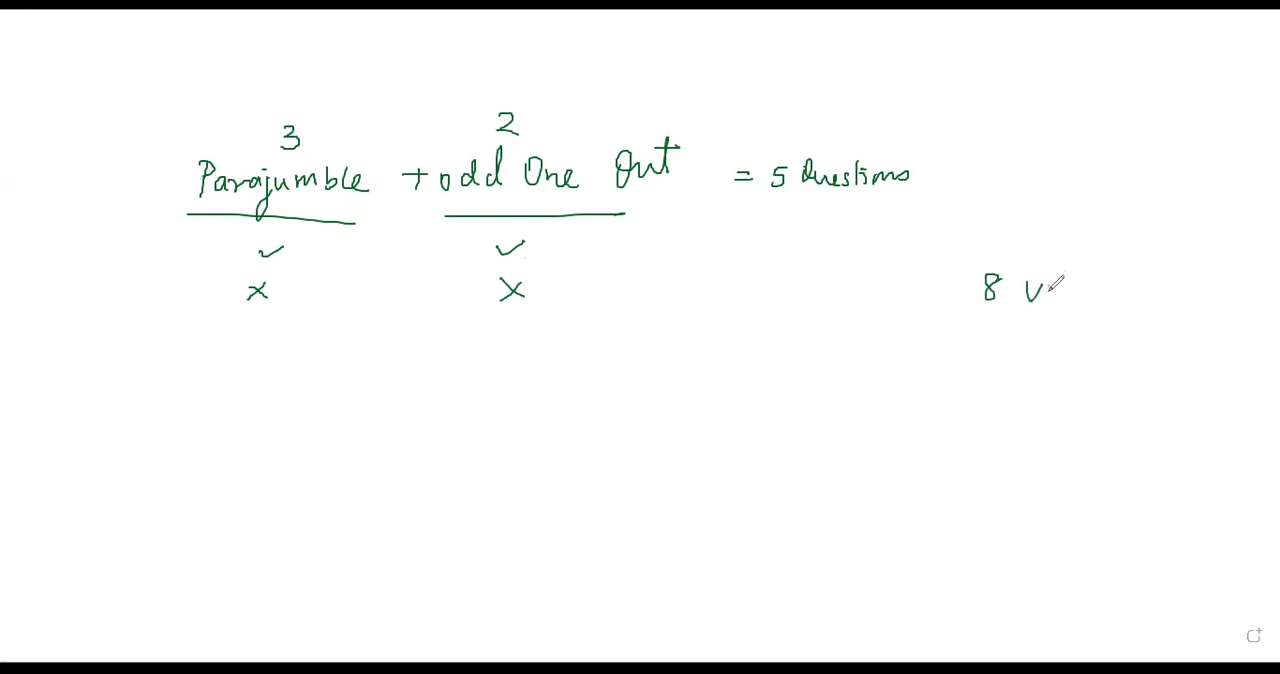 3 2
Parajumble + odd One Out = 5 Questions
✓ ✓
x x 8 V